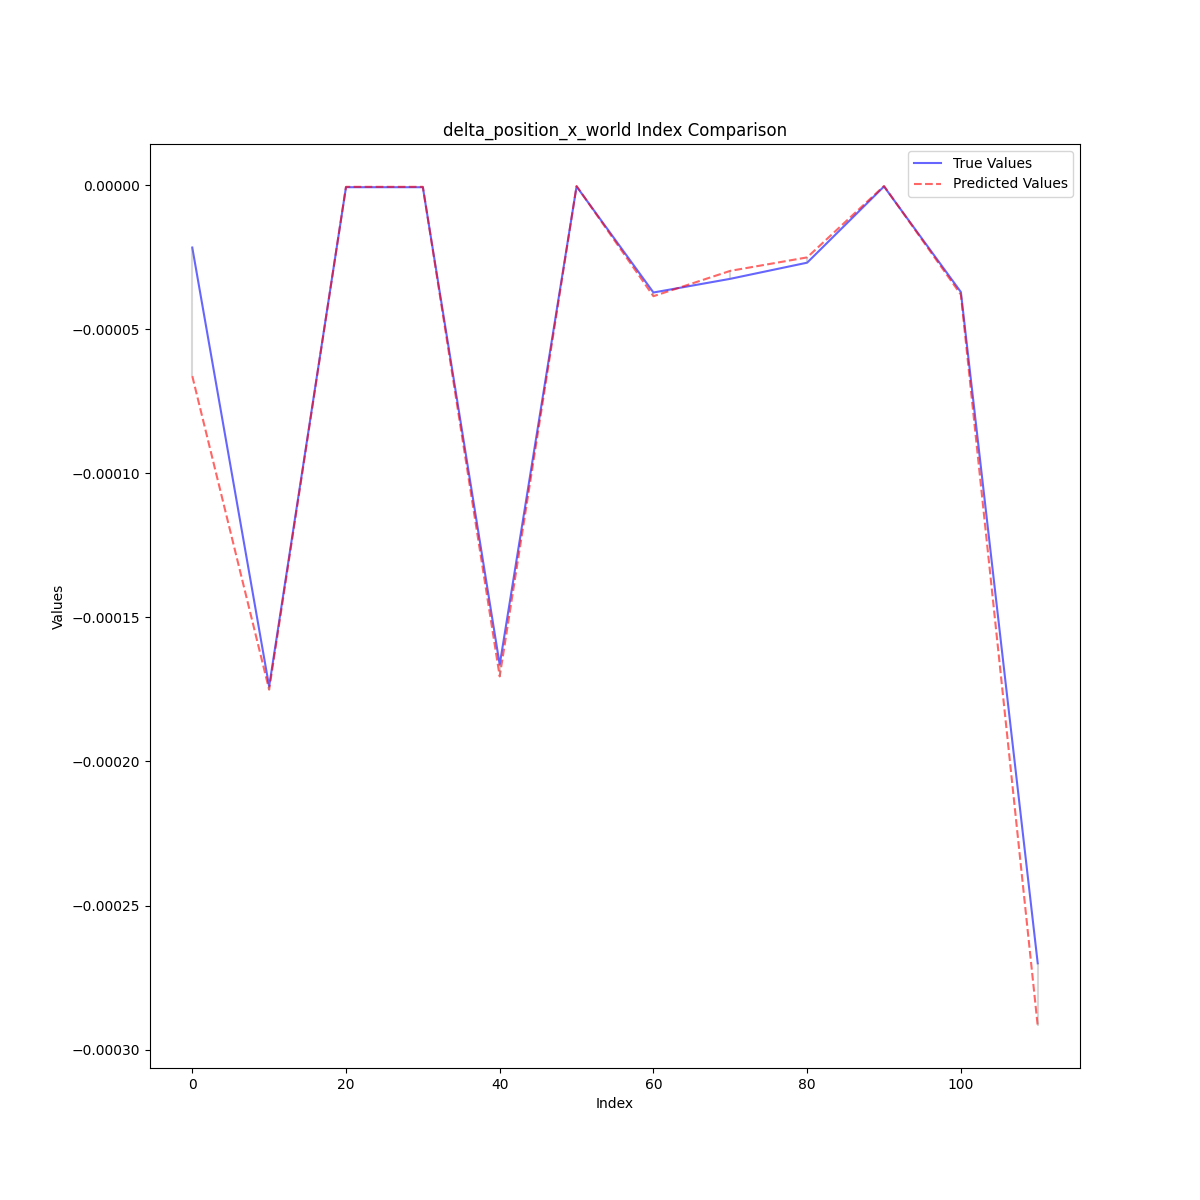 delta_position_x_world Index Comparison
True Values
Predicted Values
0.00000
−0.00005
−0.00010
−0.00015
−0.00020
−0.00025
−0.00030
Values
0 20 40 60 80 100
Index